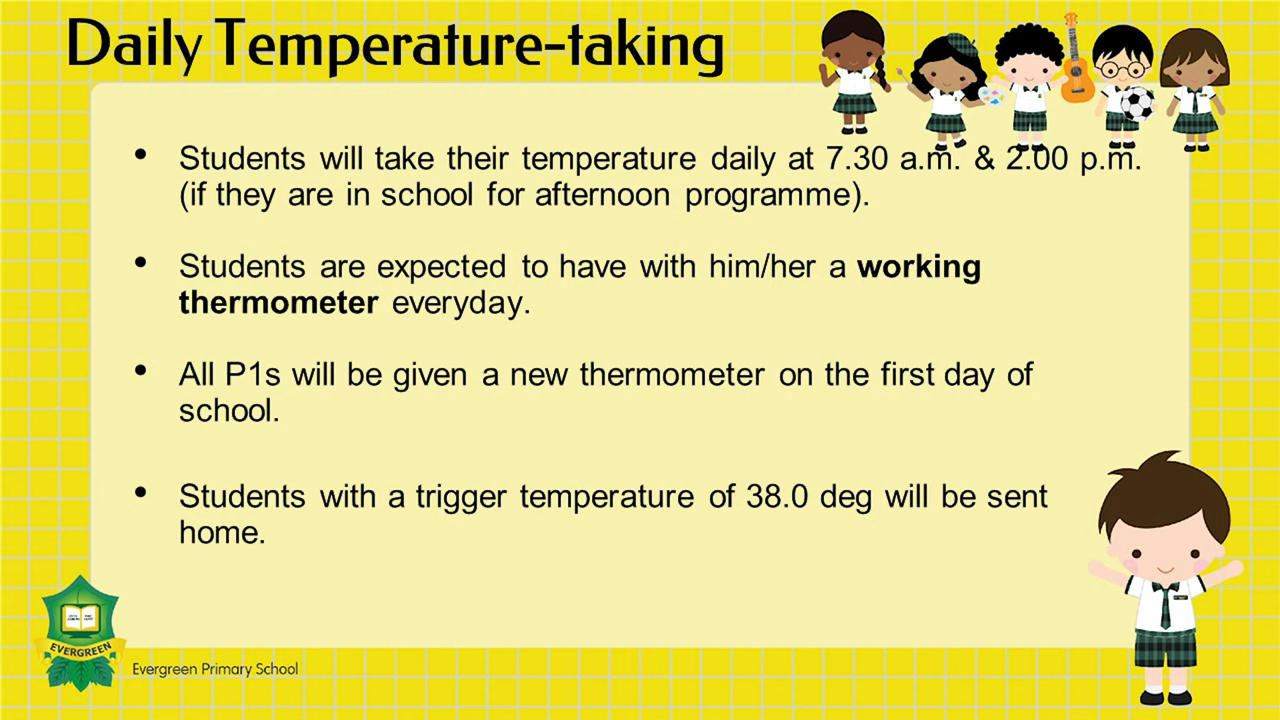 Daily Temperature-taking
• Students will take their temperature daily at 7.30 a.m. & 2.00 p.m.
(if they are in school for afternoon programme).
• Students are expected to have with him/her a working
thermometer everyday.
• All P1s will be given a new thermometer on the first day of
school.
• Students with a trigger temperature of 38.0 deg will be sent
home.
EVERGREEN
Evergreen Primary School